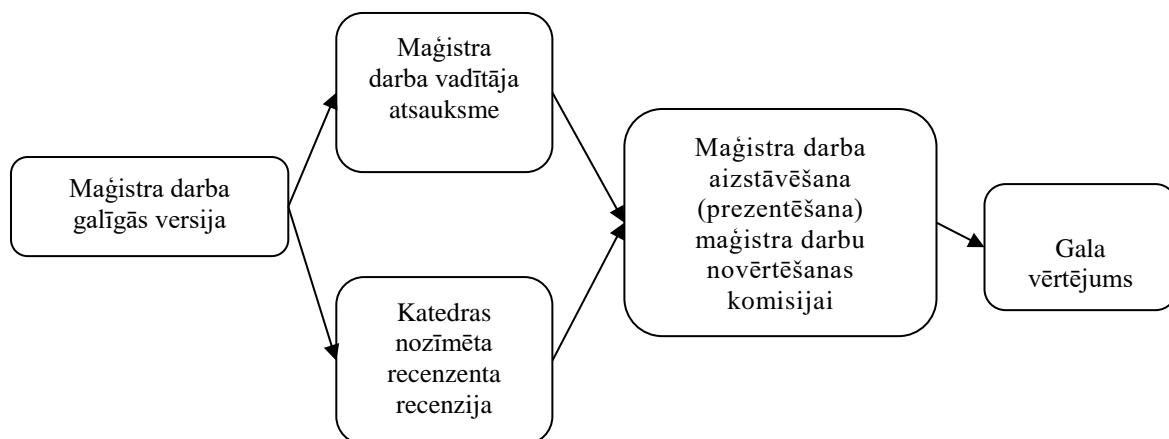 Maģistra darba
galīgās versija
Maģistra
darba vadītāja
atsauksme
Katedras
nozīmēta
recenzenta
recenzija
Maģistra darba
aizstāvēšana
(prezentēšana)
maģistra darbu
novērtēšanas
komisijai
Gala
vērtējums